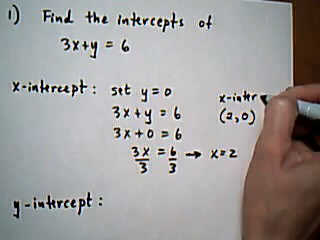 1) Find the intercepts of
3x+y = 6
x-intercept: set y=0
3x+y = 6
3x+0 = 6
3x/3 = 6/3 → x=2
x-inter
(2,0)
y-intercept: